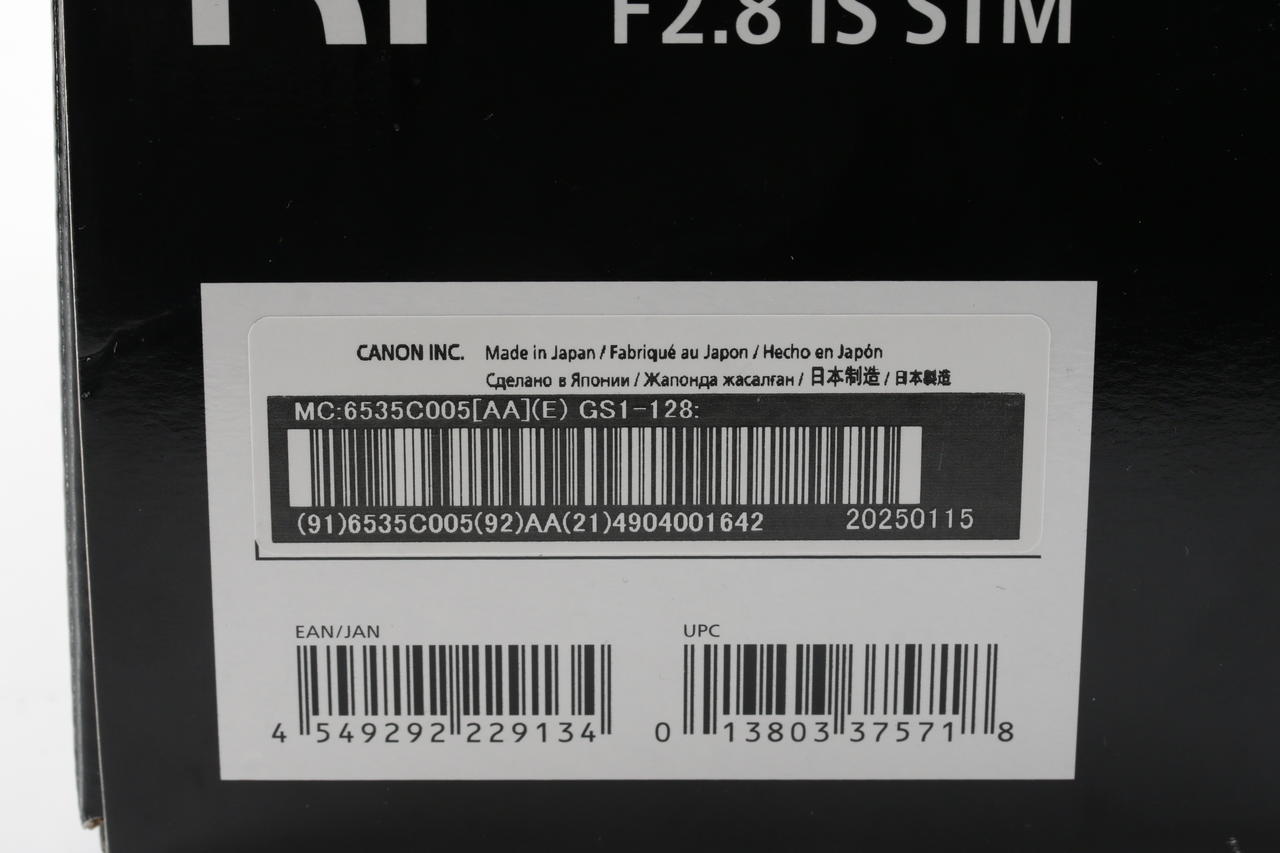 RF
F2.8 IS STM
CANON INC. Made in Japan / Fabriqué au Japon / Hecho en Japón
Сделано в Японии / Жапонда жасалған / 日本制造 / 日本製造
MC:6535C005[AA](E) GS1-128:
(91)6535C005(92)AA(21)4904001642 20250115
EAN/JAN
4 549292 229134
UPC
0 13803 37571 8